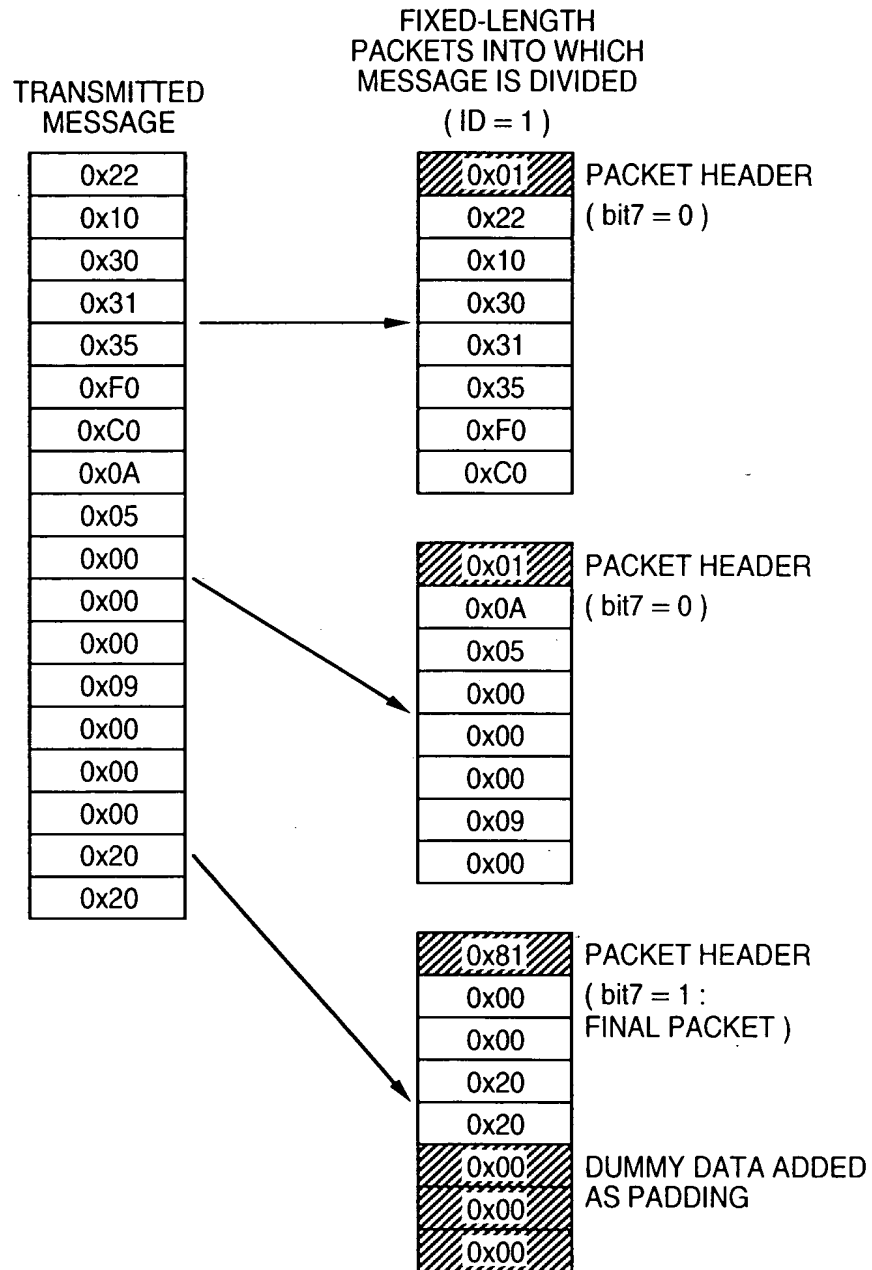 TRANSMITTED
MESSAGE
0x22
0x10
0x30
0x31
0x35
0xF0
0xC0
0x0A
0x05
0x00
0x00
0x00
0x09
0x00
0x00
0x00
0x20
0x20
FIXED-LENGTH
PACKETS INTO WHICH
MESSAGE IS DIVIDED
( ID = 1 )
0x01
0x22
0x10
0x30
0x31
0x35
0xF0
0xC0
PACKET HEADER
( bit7 = 0 )
0x01
0x0A
0x05
0x00
0x00
0x00
0x09
0x00
PACKET HEADER
( bit7 = 0 )
0x81
0x00
0x00
0x20
0x20
0x00
0x00
0x00
PACKET HEADER
( bit7 = 1 :
FINAL PACKET )
DUMMY DATA ADDED
AS PADDING